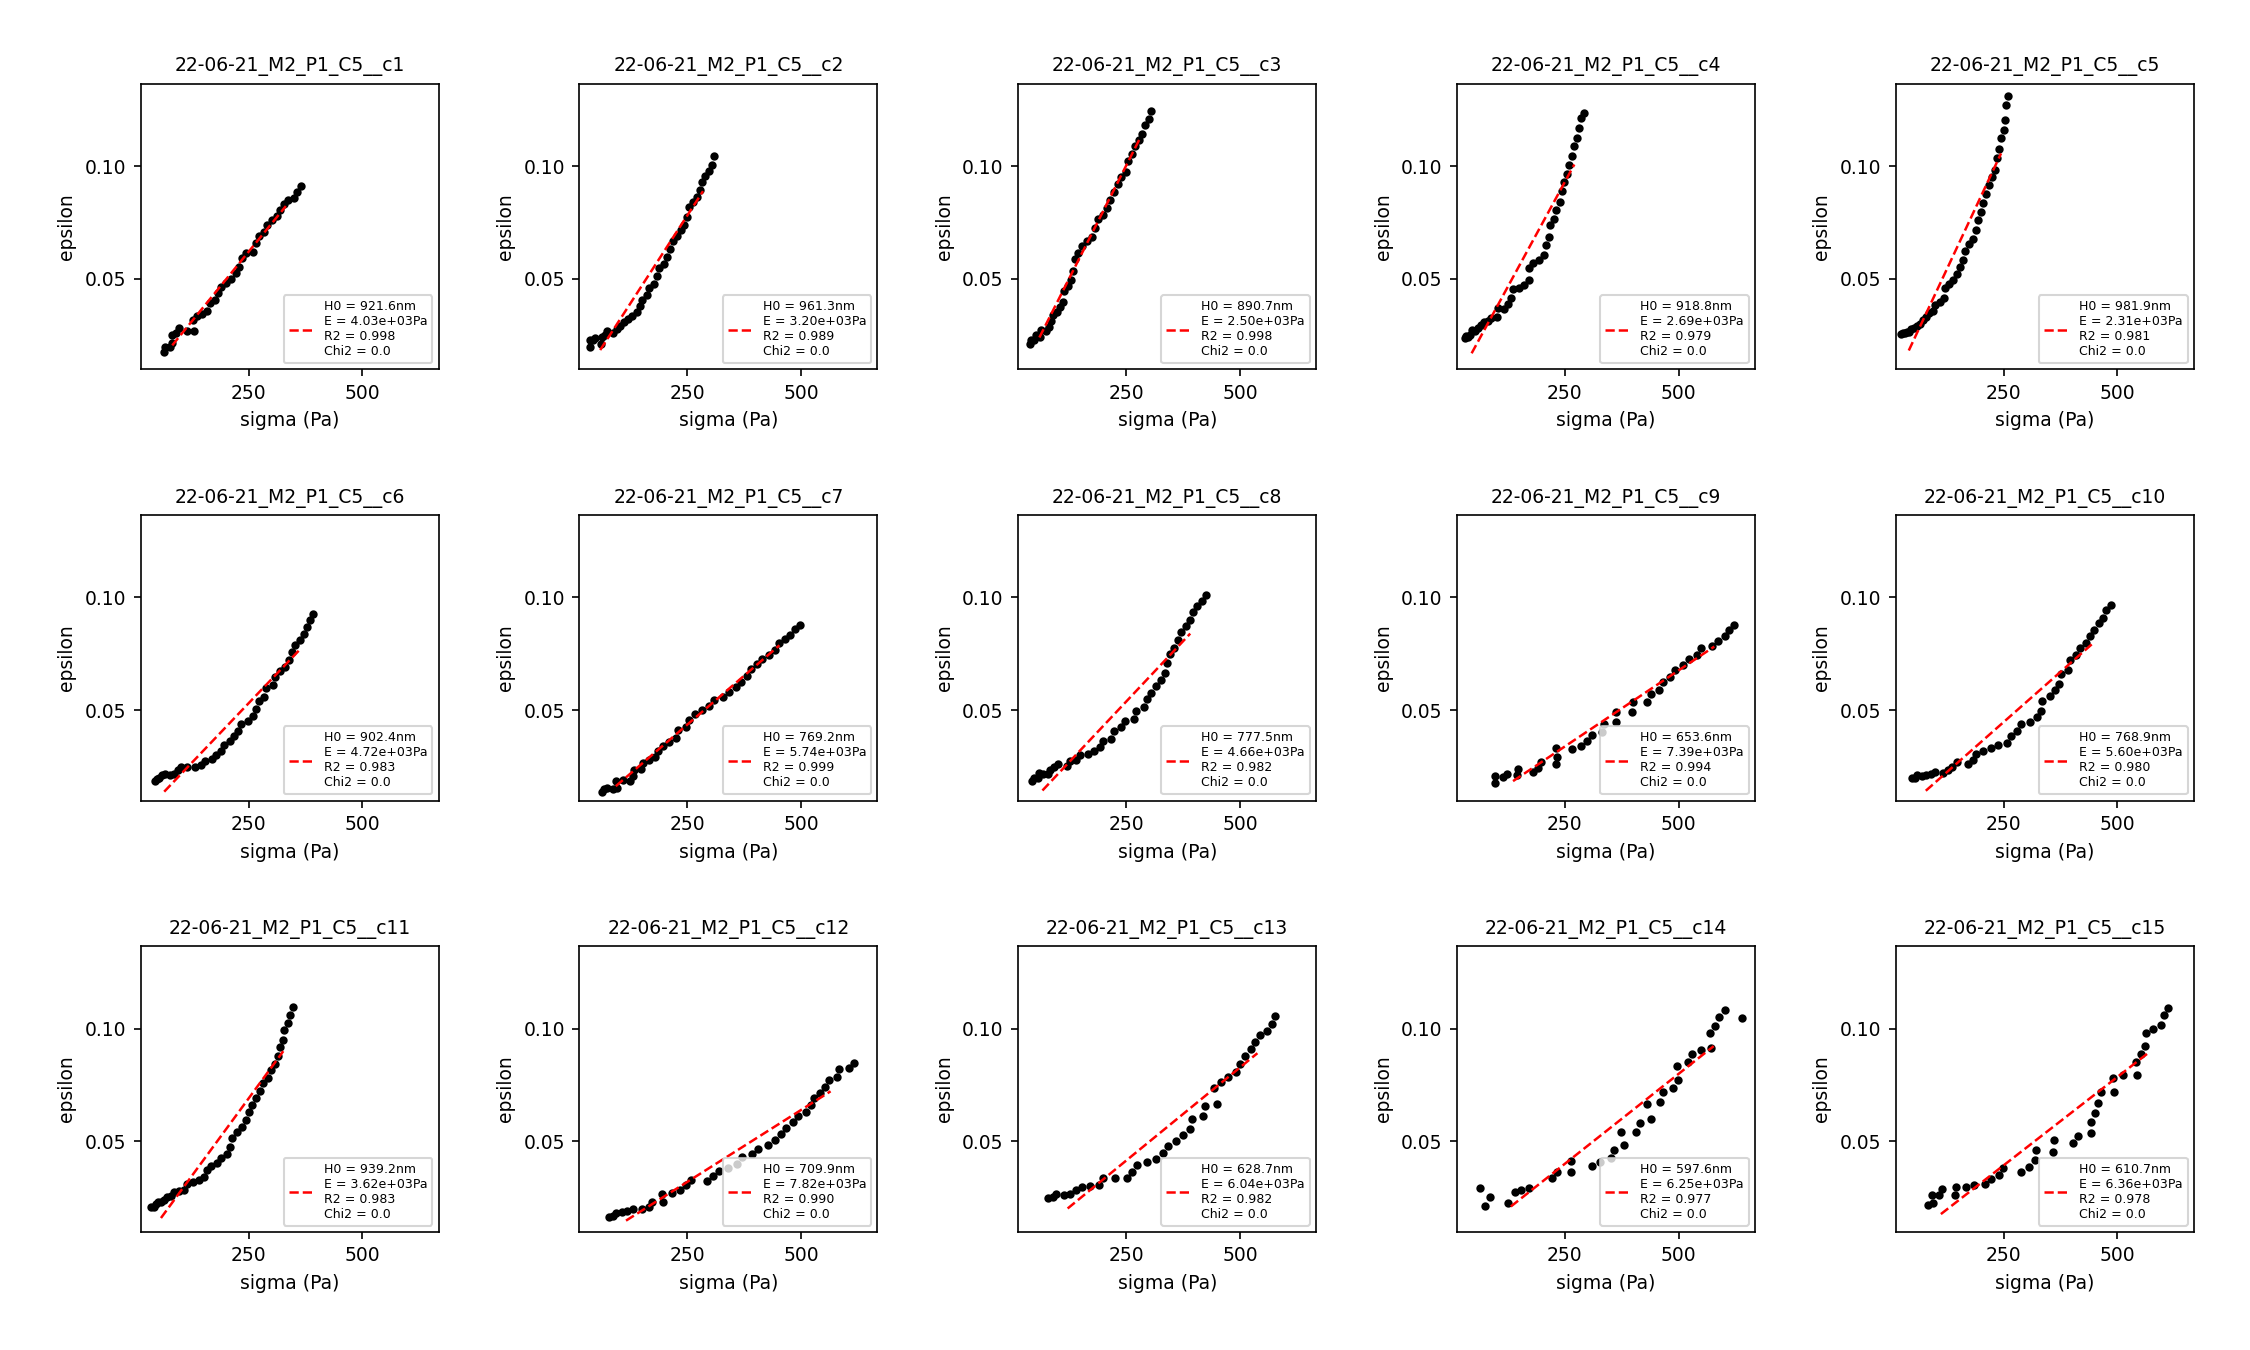 22-06-21_M2_P1_C5__c1
0.10
0.05
epsilon
H0 = 921.6nm
E = 4.03e+03Pa
R2 = 0.998
Chi2 = 0.0
250 500
sigma (Pa)
22-06-21_M2_P1_C5__c2
0.10
0.05
epsilon
H0 = 961.3nm
E = 3.20e+03Pa
R2 = 0.989
Chi2 = 0.0
250 500
sigma (Pa)
22-06-21_M2_P1_C5__c3
0.10
0.05
epsilon
H0 = 890.7nm
E = 2.50e+03Pa
R2 = 0.998
Chi2 = 0.0
250 500
sigma (Pa)
22-06-21_M2_P1_C5__c4
0.10
0.05
epsilon
H0 = 918.8nm
E = 2.69e+03Pa
R2 = 0.979
Chi2 = 0.0
250 500
sigma (Pa)
22-06-21_M2_P1_C5__c5
0.10
0.05
epsilon
H0 = 981.9nm
E = 2.31e+03Pa
R2 = 0.981
Chi2 = 0.0
250 500
sigma (Pa)
22-06-21_M2_P1_C5__c6
0.10
0.05
epsilon
H0 = 902.4nm
E = 4.72e+03Pa
R2 = 0.983
Chi2 = 0.0
250 500
sigma (Pa)
22-06-21_M2_P1_C5__c7
0.10
0.05
epsilon
H0 = 769.2nm
E = 5.74e+03Pa
R2 = 0.999
Chi2 = 0.0
250 500
sigma (Pa)
22-06-21_M2_P1_C5__c8
0.10
0.05
epsilon
H0 = 777.5nm
E = 4.66e+03Pa
R2 = 0.982
Chi2 = 0.0
250 500
sigma (Pa)
22-06-21_M2_P1_C5__c9
0.10
0.05
epsilon
H0 = 653.6nm
E = 7.39e+03Pa
R2 = 0.994
Chi2 = 0.0
250 500
sigma (Pa)
22-06-21_M2_P1_C5__c10
0.10
0.05
epsilon
H0 = 768.9nm
E = 5.60e+03Pa
R2 = 0.980
Chi2 = 0.0
250 500
sigma (Pa)
22-06-21_M2_P1_C5__c11
0.10
0.05
epsilon
H0 = 939.2nm
E = 3.62e+03Pa
R2 = 0.983
Chi2 = 0.0
250 500
sigma (Pa)
22-06-21_M2_P1_C5__c12
0.10
0.05
epsilon
H0 = 709.9nm
E = 7.82e+03Pa
R2 = 0.990
Chi2 = 0.0
250 500
sigma (Pa)
22-06-21_M2_P1_C5__c13
0.10
0.05
epsilon
H0 = 628.7nm
E = 6.04e+03Pa
R2 = 0.982
Chi2 = 0.0
250 500
sigma (Pa)
22-06-21_M2_P1_C5__c14
0.10
0.05
epsilon
H0 = 597.6nm
E = 6.25e+03Pa
R2 = 0.977
Chi2 = 0.0
250 500
sigma (Pa)
22-06-21_M2_P1_C5__c15
0.10
0.05
epsilon
H0 = 610.7nm
E = 6.36e+03Pa
R2 = 0.978
Chi2 = 0.0
250 500
sigma (Pa)